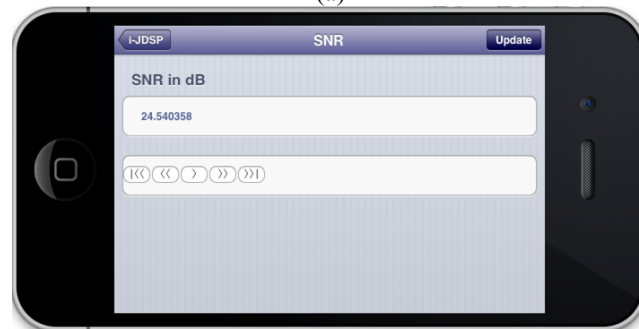 i-JDSP SNR Update
SNR in dB
24.540358
|<< << > >> >>|